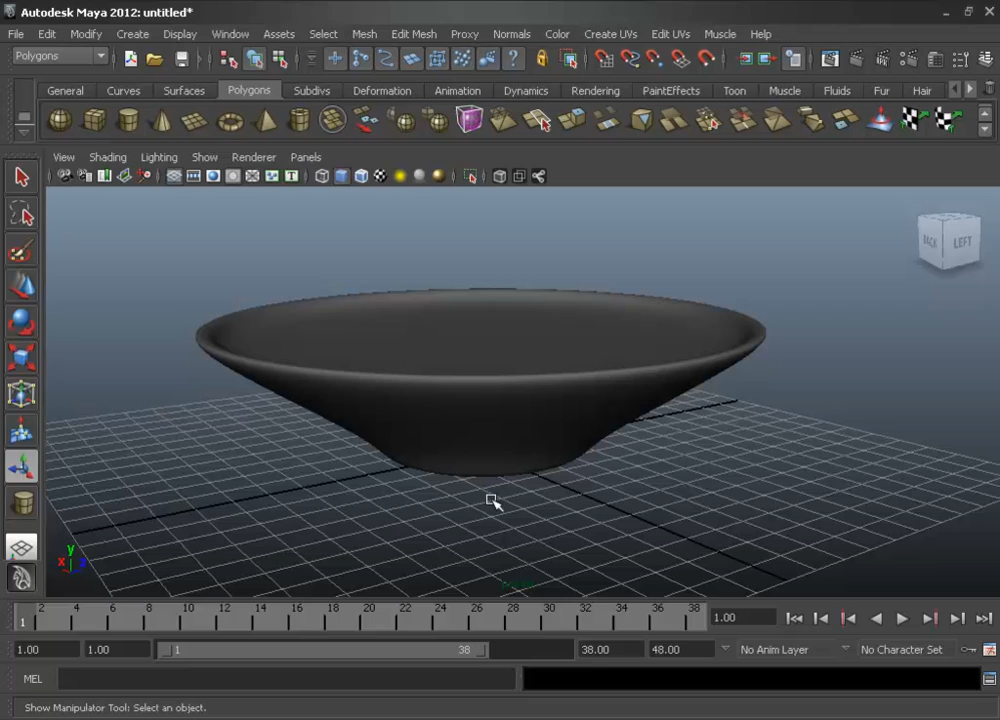 Autodesk Maya 2012: untitled*
File Edit Modify Create Display Window Assets Select Mesh Edit Mesh Proxy Normals Color Create UVs Edit UVs Muscle Help
Polygons
General Curves Surfaces Polygons Subdivs Deformation Animation Dynamics Rendering PaintEffects Toon Muscle Fluids Fur Hair
View Shading Lighting Show Renderer Panels
BACK LEFT
y
x z
2 4 6 8 10 12 14 16 18 20 22 24 26 28 30 32 34 36 38
1 1.00
1.00 1.00 1 38 38.00 48.00 No Anim Layer No Character Set
MEL
Show Manipulator Tool: Select an object.